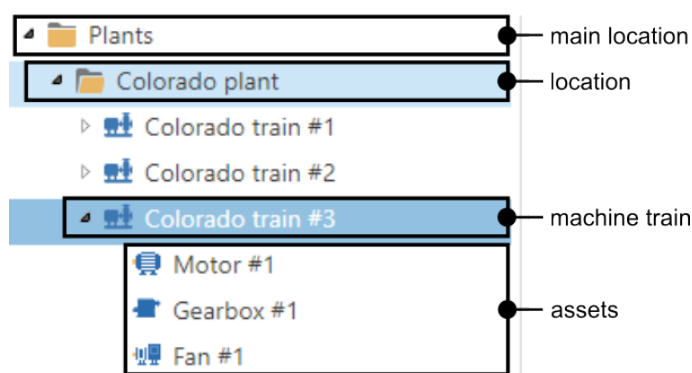 Plants
main location
Colorado plant
location
Colorado train #1
Colorado train #2
Colorado train #3
machine train
Motor #1
Gearbox #1
assets
Fan #1